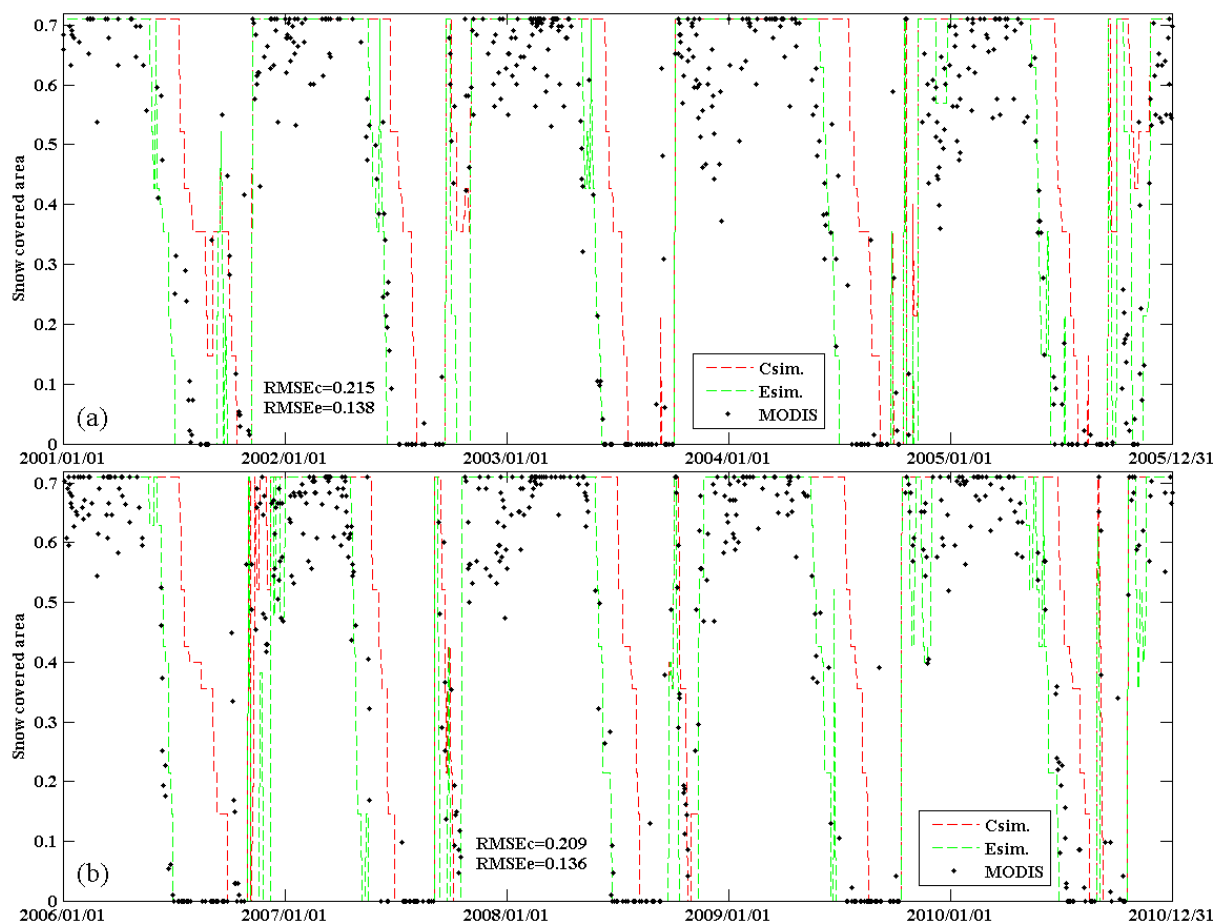 0.7
0.6
0.5
0.4
0.3
0.2
0.1
0
Snow covered area
(a)
RMSEc=0.215
RMSEe=0.138
Csim.
Esim.
MODIS
2001/01/01 2002/01/01 2003/01/01 2004/01/01 2005/01/01 2005/12/31
0.7
0.6
0.5
0.4
0.3
0.2
0.1
0
Snow covered area
(b)
RMSEc=0.209
RMSEe=0.136
Csim.
Esim.
MODIS
2006/01/01 2007/01/01 2008/01/01 2009/01/01 2010/01/01 2010/12/31